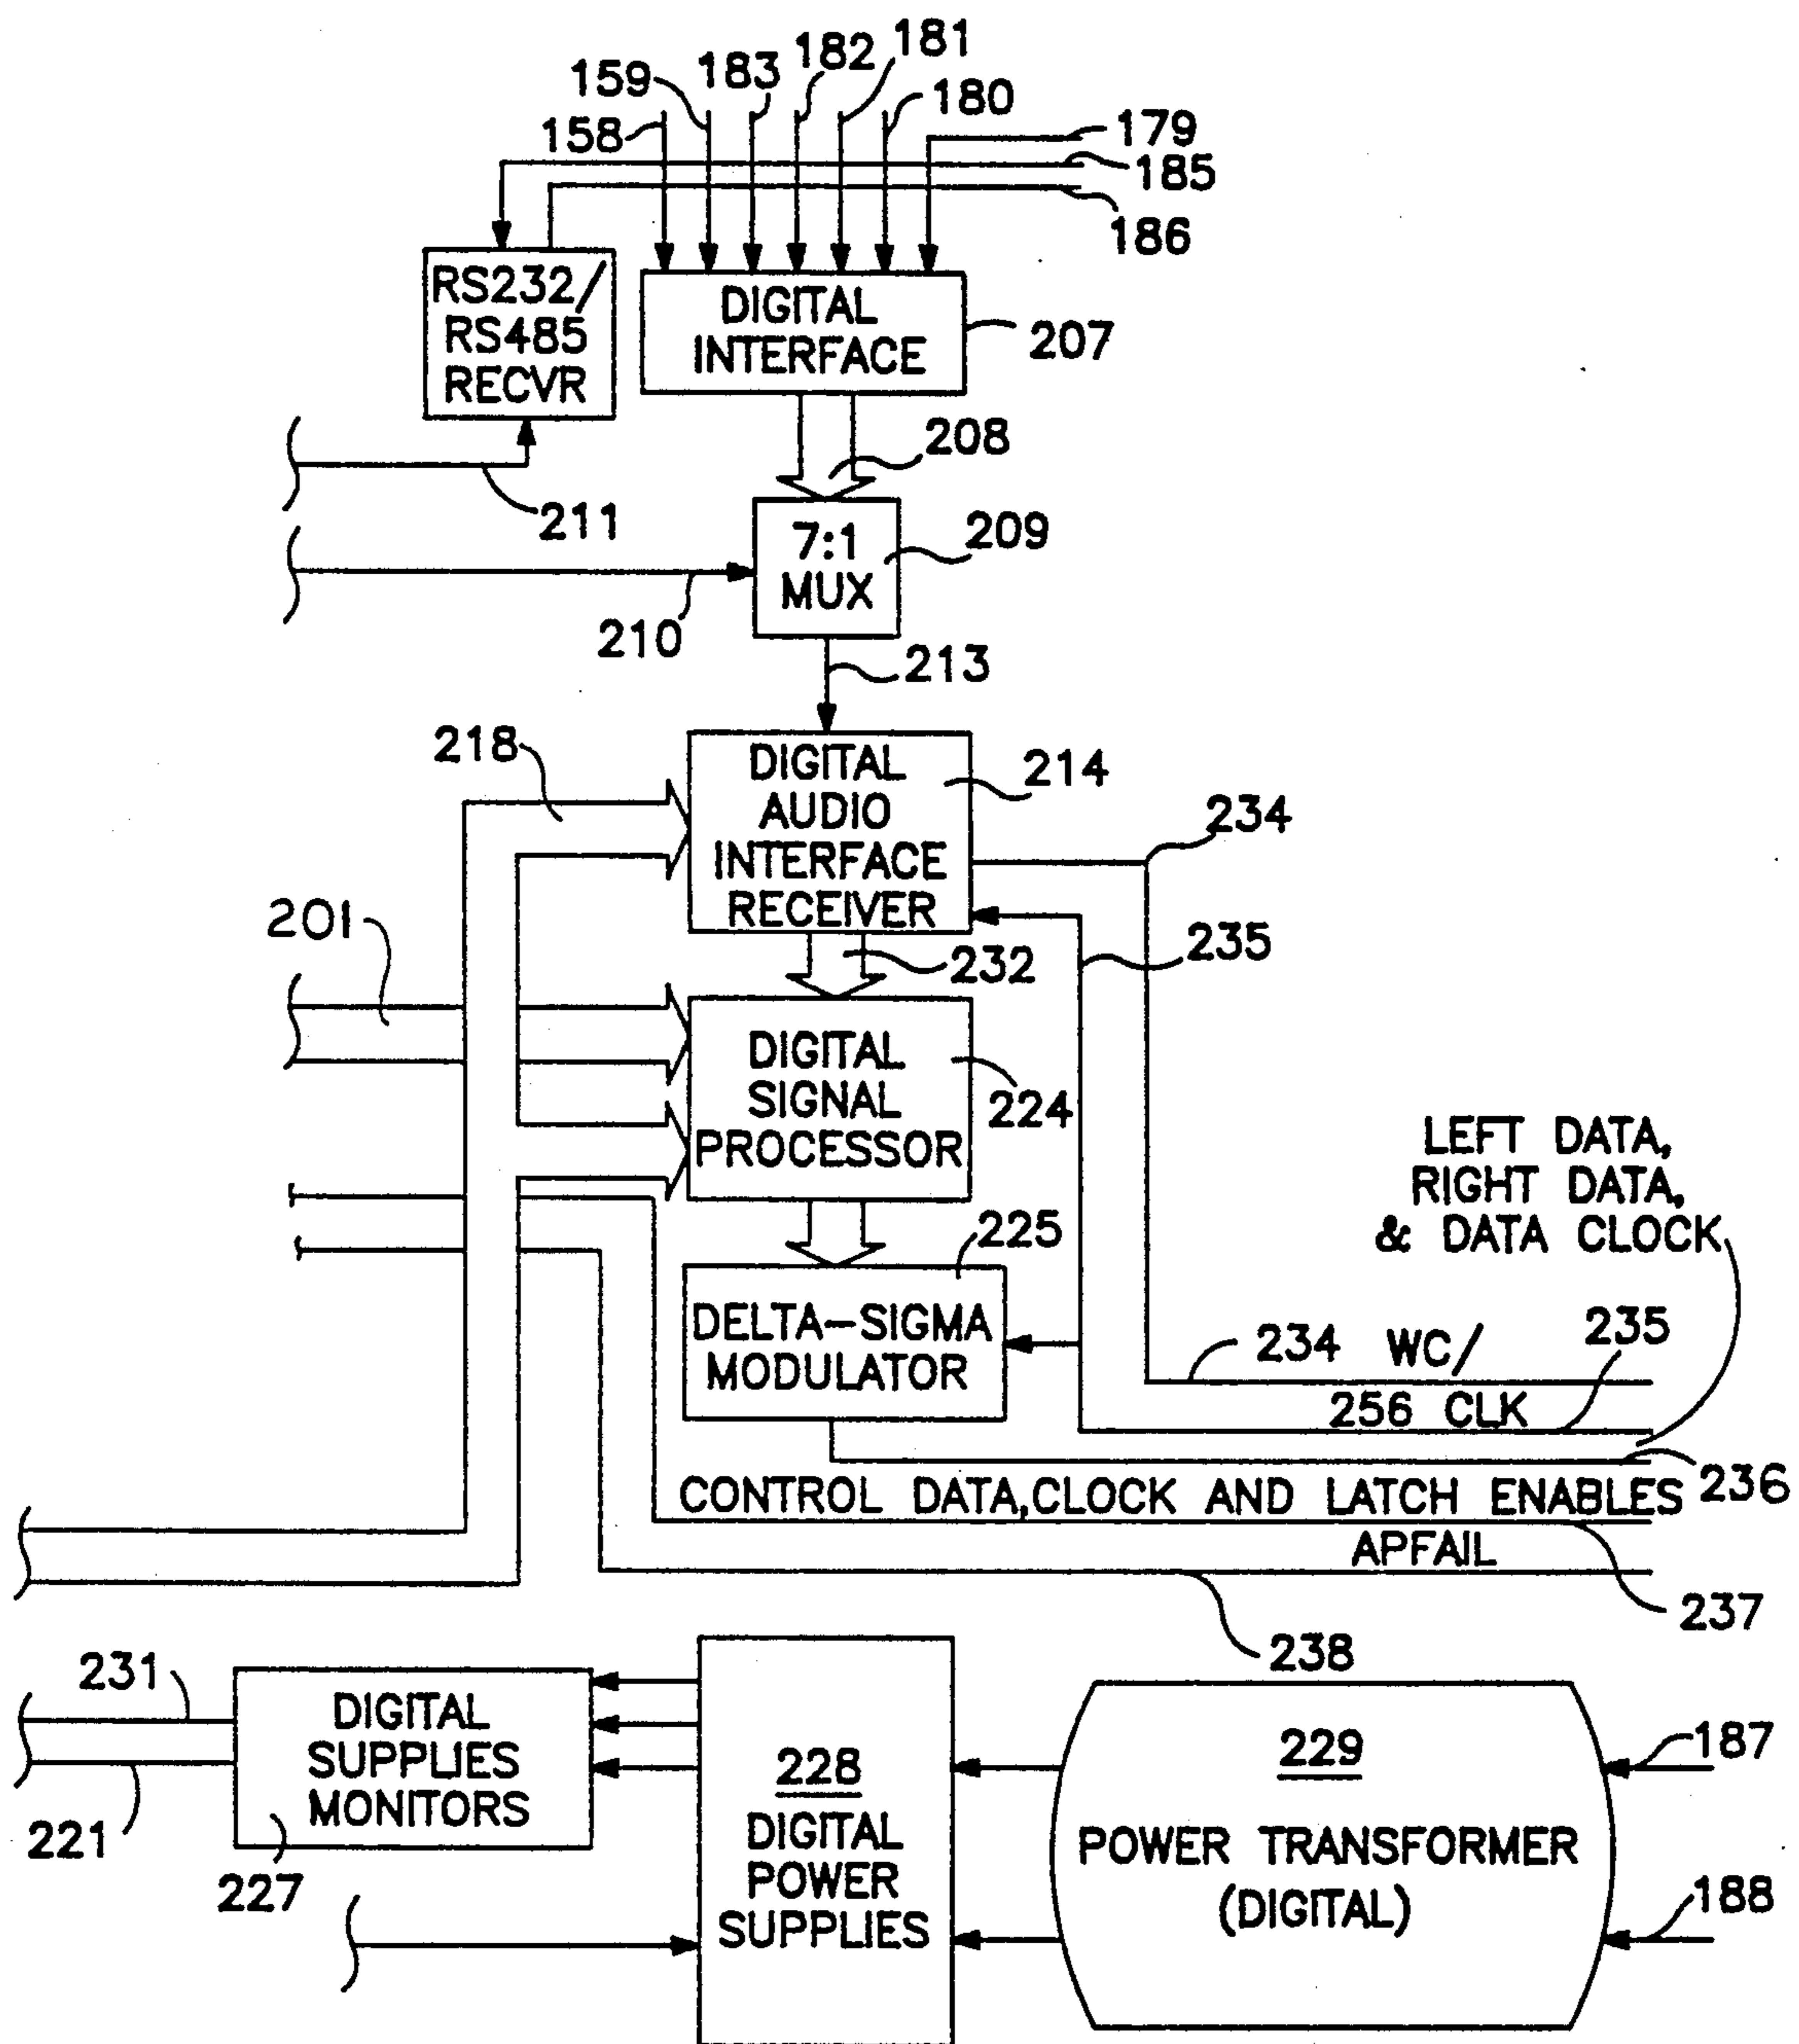 181
182
183
159
180
158
179
185
186
RS232/
RS485
RECVR
DIGITAL
INTERFACE
207
208
211
7:1
MUX
209
210
213
218
DIGITAL
AUDIO
INTERFACE
RECEIVER
214
234
201
232
235
DIGITAL
SIGNAL
PROCESSOR
224
LEFT DATA,
RIGHT DATA,
& DATA CLOCK
225
DELTA-SIGMA
MODULATOR
234 WC/
235
256 CLK
236
CONTROL DATA,CLOCK AND LATCH ENABLES
APFAIL
237
238
231
DIGITAL
SUPPLIES
MONITORS
221
227
228
DIGITAL
POWER
SUPPLIES
229
POWER TRANSFORMER
(DIGITAL)
187
188